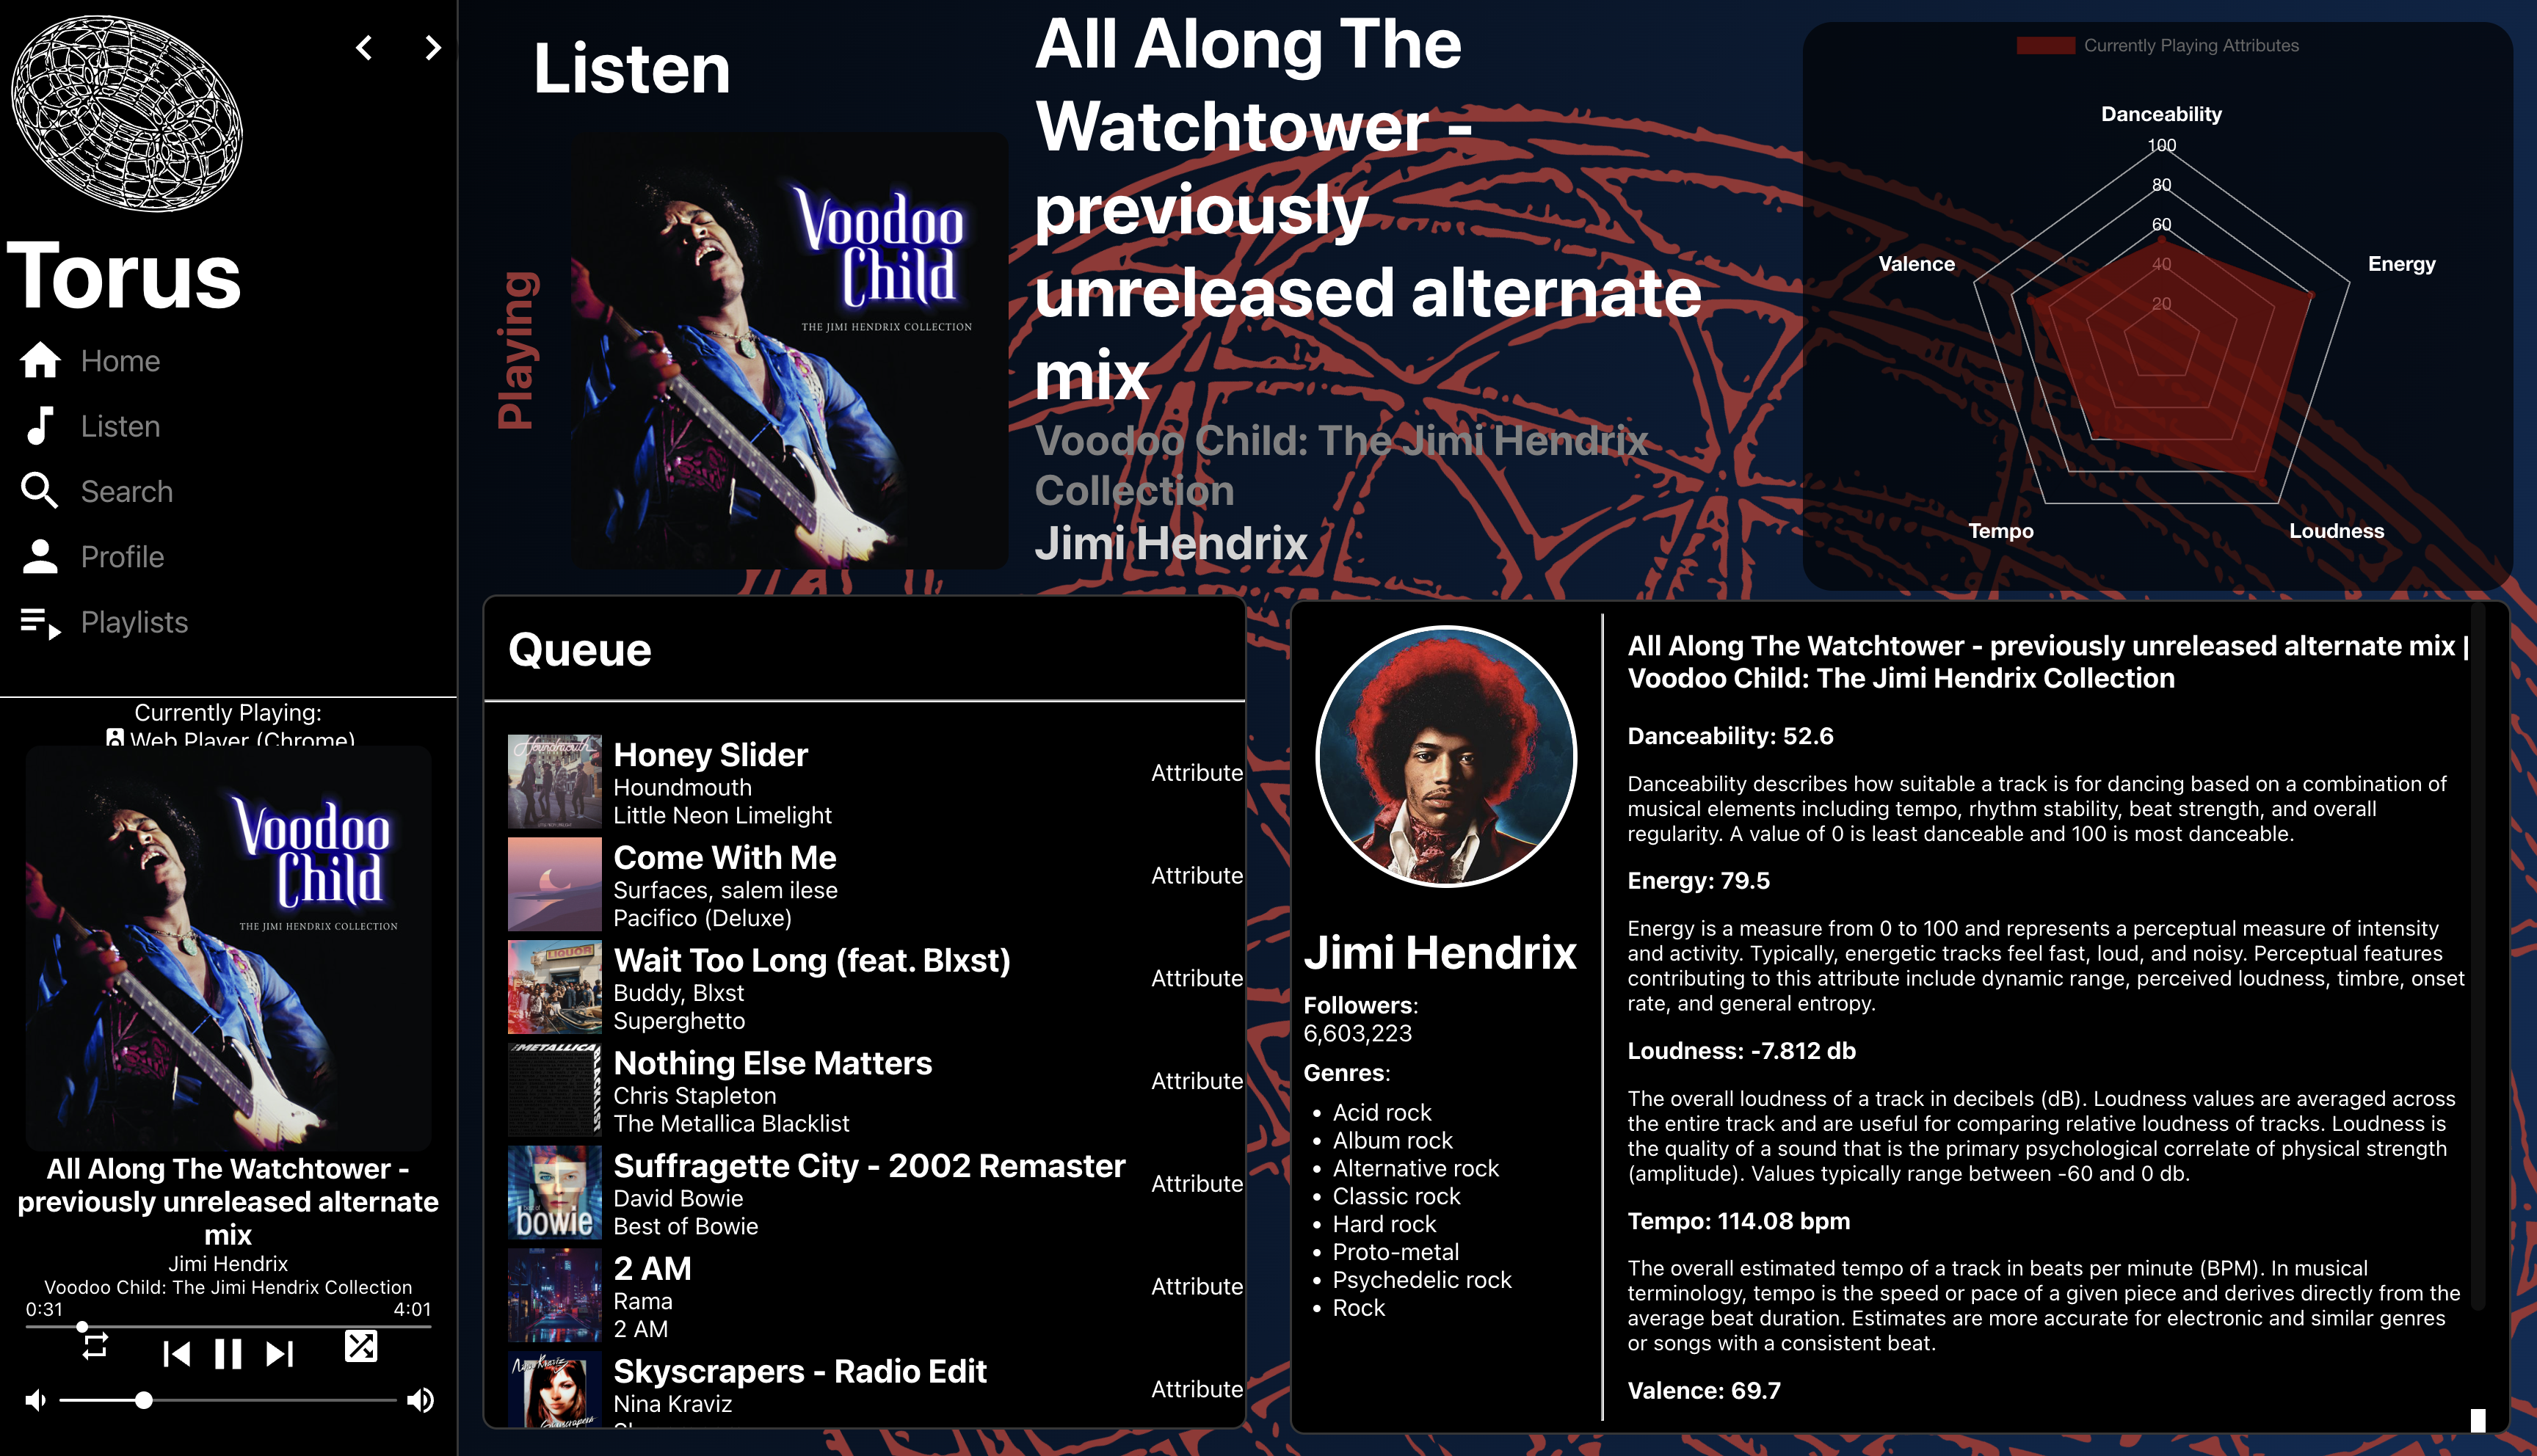 Torus
Home
Listen
Search
Profile
Playlists
Currently Playing:
Web Player (Chrome)
Voodoo
Child
THE JIMI HENDRIX COLLECTION
All Along The Watchtower -
previously unreleased alternate
mix
Jimi Hendrix
Voodoo Child: The Jimi Hendrix Collection
0:31
4:01
Listen
Playing
Voodoo
Child
THE JIMI HENDRIX COLLECTION
All Along The
Watchtower -
previously
unreleased alternate
mix
Voodoo Child: The Jimi Hendrix
Collection
Jimi Hendrix
Currently Playing Attributes
Danceability
100
80
60
40
20
Valence
Energy
Tempo
Loudness
Queue
Houndmouth
Honey Slider
Houndmouth
Little Neon Limelight
Attribute
Come With Me
Surfaces, salem ilese
Pacifico (Deluxe)
Attribute
LIQUOR
Wait Too Long (feat. Blxst)
Buddy, Blxst
Superghetto
Attribute
METALLICA
Nothing Else Matters
Chris Stapleton
The Metallica Blacklist
Attribute
bowie
Suffragette City - 2002 Remaster
David Bowie
Best of Bowie
Attribute
2 AM
Rama
2 AM
Attribute
Nina Kraviz
Skyscrapers
Skyscrapers - Radio Edit
Nina Kraviz
Attribute
Jimi Hendrix
Followers:
6,603,223
Genres:
• Acid rock
• Album rock
• Alternative rock
• Classic rock
• Hard rock
• Proto-metal
• Psychedelic rock
• Rock
All Along The Watchtower - previously unreleased alternate mix |
Voodoo Child: The Jimi Hendrix Collection
Danceability: 52.6
Danceability describes how suitable a track is for dancing based on a combination of
musical elements including tempo, rhythm stability, beat strength, and overall
regularity. A value of 0 is least danceable and 100 is most danceable.
Energy: 79.5
Energy is a measure from 0 to 100 and represents a perceptual measure of intensity
and activity. Typically, energetic tracks feel fast, loud, and noisy. Perceptual features
contributing to this attribute include dynamic range, perceived loudness, timbre, onset
rate, and general entropy.
Loudness: -7.812 db
The overall loudness of a track in decibels (dB). Loudness values are averaged across
the entire track and are useful for comparing relative loudness of tracks. Loudness is
the quality of a sound that is the primary psychological correlate of physical strength
(amplitude). Values typically range between -60 and 0 db.
Tempo: 114.08 bpm
The overall estimated tempo of a track in beats per minute (BPM). In musical
terminology, tempo is the speed or pace of a given piece and derives directly from the
average beat duration. Estimates are more accurate for electronic and similar genres
or songs with a consistent beat.
Valence: 69.7